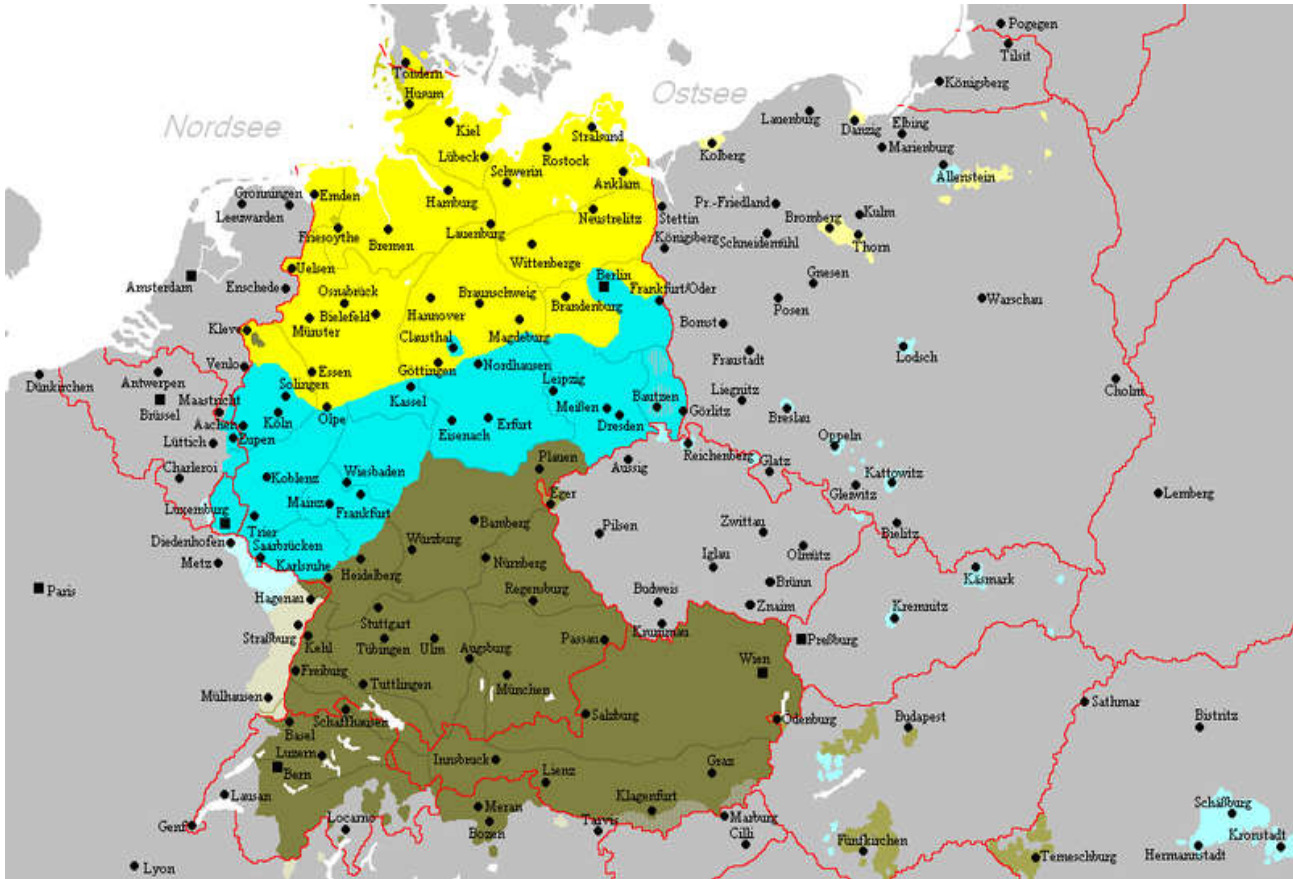 Pogegen
Tilsit
Tondern
Königsberg
Husum
Ostsee
Lauenburg
Nordsee
Kiel
Stralsund
Danzig
Elbing
Kolberg
Marienburg
Lübeck
Rostock
Schwerin
Anklam
Allenstein
Gronningen
Emden
Hamburg
Leeuwarden
Neustrelitz
Stettin
Pr.-Friedland
Kulm
Friesoythe
Bremen
Lauenburg
Bromberg
Thorn
Wittenberge
Königsberg
Schneidemühl
Uelsen
Berlin
Gnesen
Amsterdam
Enschede
Osnabrück
Braunschweig
Frankfurt/Oder
Hannover
Brandenburg
Posen
Warschau
Bielefeld
Münster
Magdeburg
Kleve
Clausthal
Bomst
Lodsch
Venlo
Göttingen
Nordhausen
Fraustadt
Dünkirchen
Antwerpen
Essen
Solingen
Kassel
Leipzig
Liegnitz
Cholm
Maastricht
Brüssel
Köln
Olpe
Meißen
Bautzen
Görlitz
Breslau
Aachen
Eisenach
Erfurt
Dresden
Lüttich
Eupen
Oppeln
Reichenberg
Charleroi
Koblenz
Wiesbaden
Plauen
Aussig
Glatz
Kattowitz
Gleiwitz
Lemberg
Mainz
Frankfurt
Eger
Luxemburg
Trier
Bamberg
Pilsen
Zwittau
Bielitz
Diedenhofen
Saarbrücken
Würzburg
Olmütz
Metz
Karlsruhe
Heidelberg
Nürnberg
Iglau
Käsmark
Paris
Hagenau
Regensburg
Brünn
Budweis
Znaim
Kremnitz
Straßburg
Stuttgart
Krummau
Kehl
Tübingen
Ulm
Passau
Preßburg
Augsburg
Wien
Freiburg
München
Mülhausen
Tuttlingen
Sathmar
Schaffhausen
Salzburg
Ödenburg
Budapest
Bistritz
Basel
Luzern
Innsbruck
Bern
Lienz
Graz
Lausan
Meran
Klagenfurt
Schäßburg
Genf
Locarno
Bozen
Tarvis
Marburg
Cilli
Kronstadt
Lyon
Fünfkirchen
Temeschburg
Hermannstadt